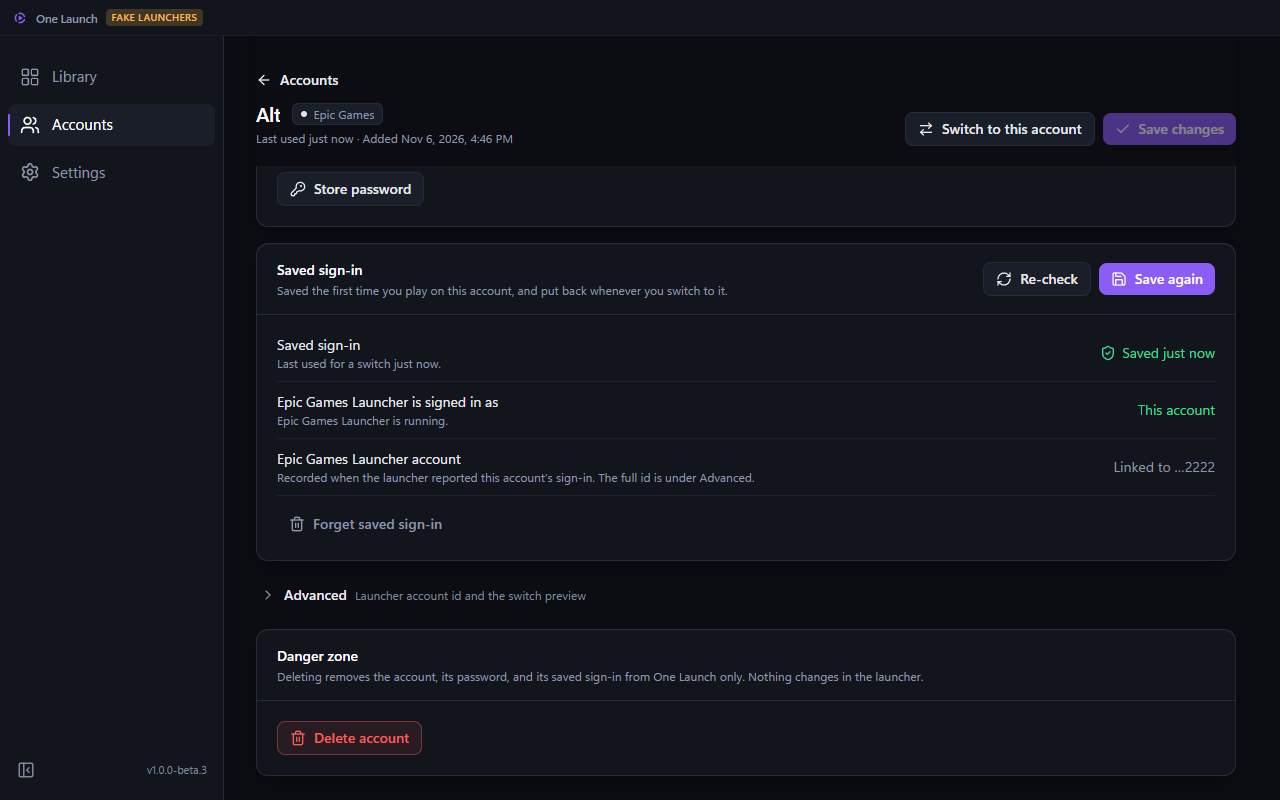 One Launch FAKE LAUNCHERS
Library
Accounts
Settings
v1.0.0-beta.3
Accounts
Alt Epic Games
Last used just now · Added Nov 6, 2026, 4:46 PM
Switch to this account Save changes
Store password
Saved sign-in
Saved the first time you play on this account, and put back whenever you switch to it.
Re-check Save again
Saved sign-in
Last used for a switch just now.
Saved just now
Epic Games Launcher is signed in as
Epic Games Launcher is running.
This account
Epic Games Launcher account
Recorded when the launcher reported this account's sign-in. The full id is under Advanced.
Linked to …2222
Forget saved sign-in
Advanced Launcher account id and the switch preview
Danger zone
Deleting removes the account, its password, and its saved sign-in from One Launch only. Nothing changes in the launcher.
Delete account